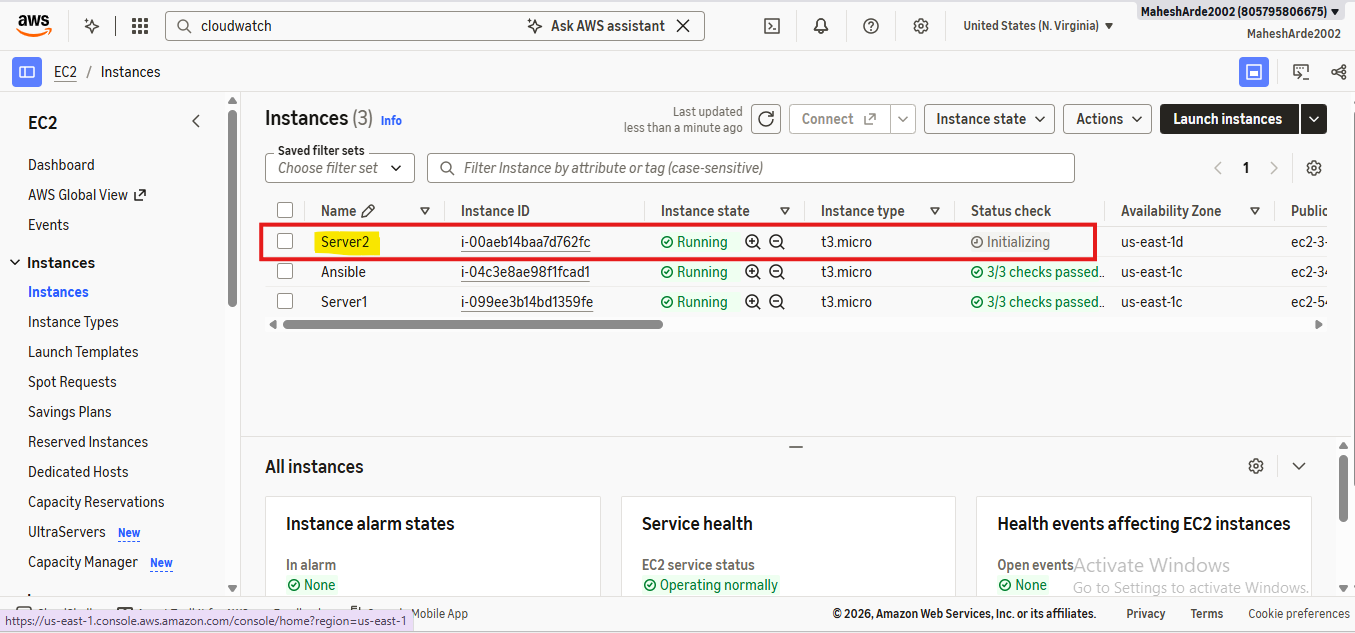 aws
cloudwatch
Ask AWS assistant
United States (N. Virginia)
MaheshArde2002 (805795806675)
MaheshArde2002
EC2 / Instances
EC2
Dashboard
AWS Global View
Events
Instances
Instances
Instance Types
Launch Templates
Spot Requests
Savings Plans
Reserved Instances
Dedicated Hosts
Capacity Reservations
UltraServers New
Capacity Manager New
Instances (3) Info
Last updated
less than a minute ago
Connect
Instance state
Actions
Launch instances
Saved filter sets
Choose filter set
Filter Instance by attribute or tag (case-sensitive)
1
Name Instance ID Instance state Instance type Status check Availability Zone Public
Server2 i-00aeb14baa7d762fc Running t3.micro Initializing us-east-1d ec2-3-
Ansible i-04c3e8ae98f1fcad1 Running t3.micro 3/3 checks passed.. us-east-1c ec2-34
Server1 i-099ee3b14bd1359fe Running t3.micro 3/3 checks passed.. us-east-1c ec2-54
All instances
Instance alarm states
In alarm
None
Service health
EC2 service status
Operating normally
Health events affecting EC2 instances
Open events
None
Activate Windows
Go to Settings to activate Windows.
Mobile App
© 2026, Amazon Web Services, Inc. or its affiliates.
Privacy
Terms
Cookie preferences
https://us-east-1.console.aws.amazon.com/console/home?region=us-east-1